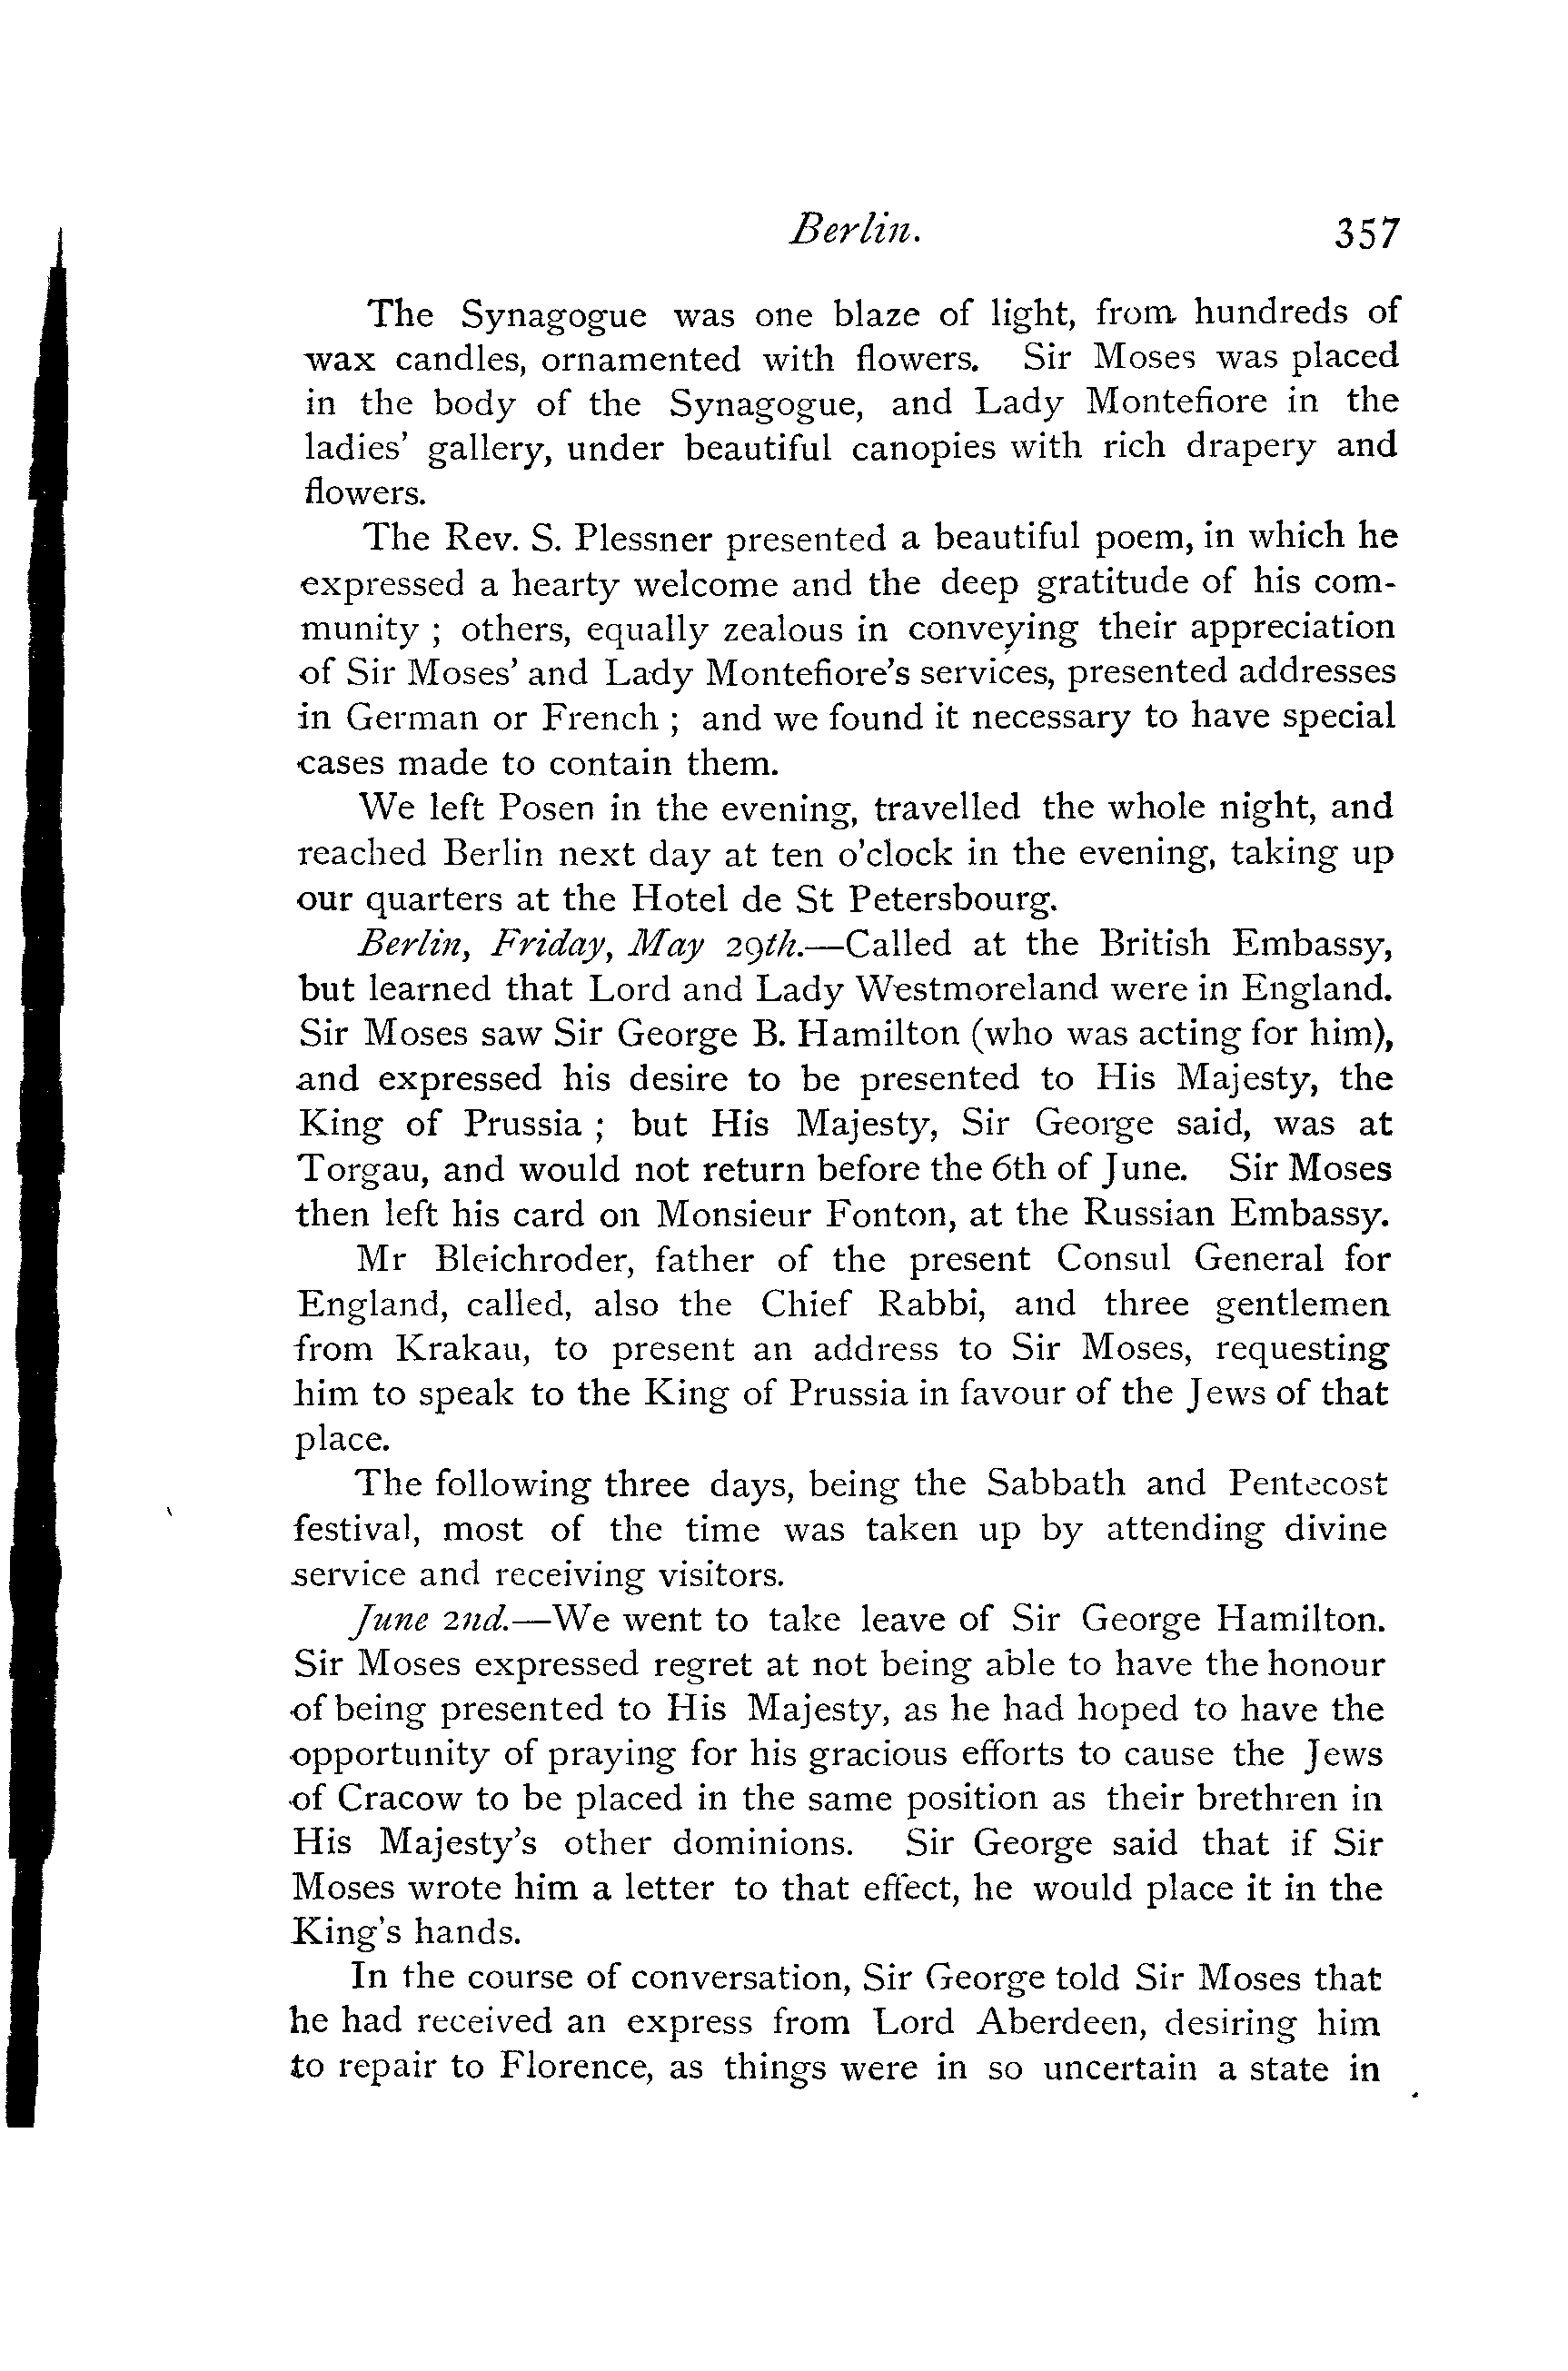 Berlin. 357
The Synagogue was one blaze of light, from hundreds of
wax candles, ornamented with flowers. Sir Moses was placed
in the body of the Synagogue, and Lady Montefiore in the
ladies' gallery, under beautiful canopies with rich drapery and
flowers.
The Rev. S. Plessner presented a beautiful poem, in which he
expressed a hearty welcome and the deep gratitude of his com-
munity ; others, equally zealous in conveying their appreciation
of Sir Moses' and Lady Montefiore's services, presented addresses
in German or French ; and we found it necessary to have special
cases made to contain them.
We left Posen in the evening, travelled the whole night, and
reached Berlin next day at ten o'clock in the evening, taking up
our quarters at the Hotel de St Petersbourg.
Berlin, Friday, May 29th.—Called at the British Embassy,
but learned that Lord and Lady Westmoreland were in England.
Sir Moses saw Sir George B. Hamilton (who was acting for him),
and expressed his desire to be presented to His Majesty, the
King of Prussia ; but His Majesty, Sir George said, was at
Torgau, and would not return before the 6th of June. Sir Moses
then left his card on Monsieur Fonton, at the Russian Embassy.
Mr Bleichroder, father of the present Consul General for
England, called, also the Chief Rabbi, and three gentlemen
from Krakau, to present an address to Sir Moses, requesting
him to speak to the King of Prussia in favour of the Jews of that
place.
The following three days, being the Sabbath and Pentecost
festival, most of the time was taken up by attending divine
service and receiving visitors.
June 2nd.—We went to take leave of Sir George Hamilton.
Sir Moses expressed regret at not being able to have the honour
of being presented to His Majesty, as he had hoped to have the
opportunity of praying for his gracious efforts to cause the Jews
of Cracow to be placed in the same position as their brethren in
His Majesty's other dominions. Sir George said that if Sir
Moses wrote him a letter to that effect, he would place it in the
King's hands.
In the course of conversation, Sir George told Sir Moses that
he had received an express from Lord Aberdeen, desiring him
to repair to Florence, as things were in so uncertain a state in